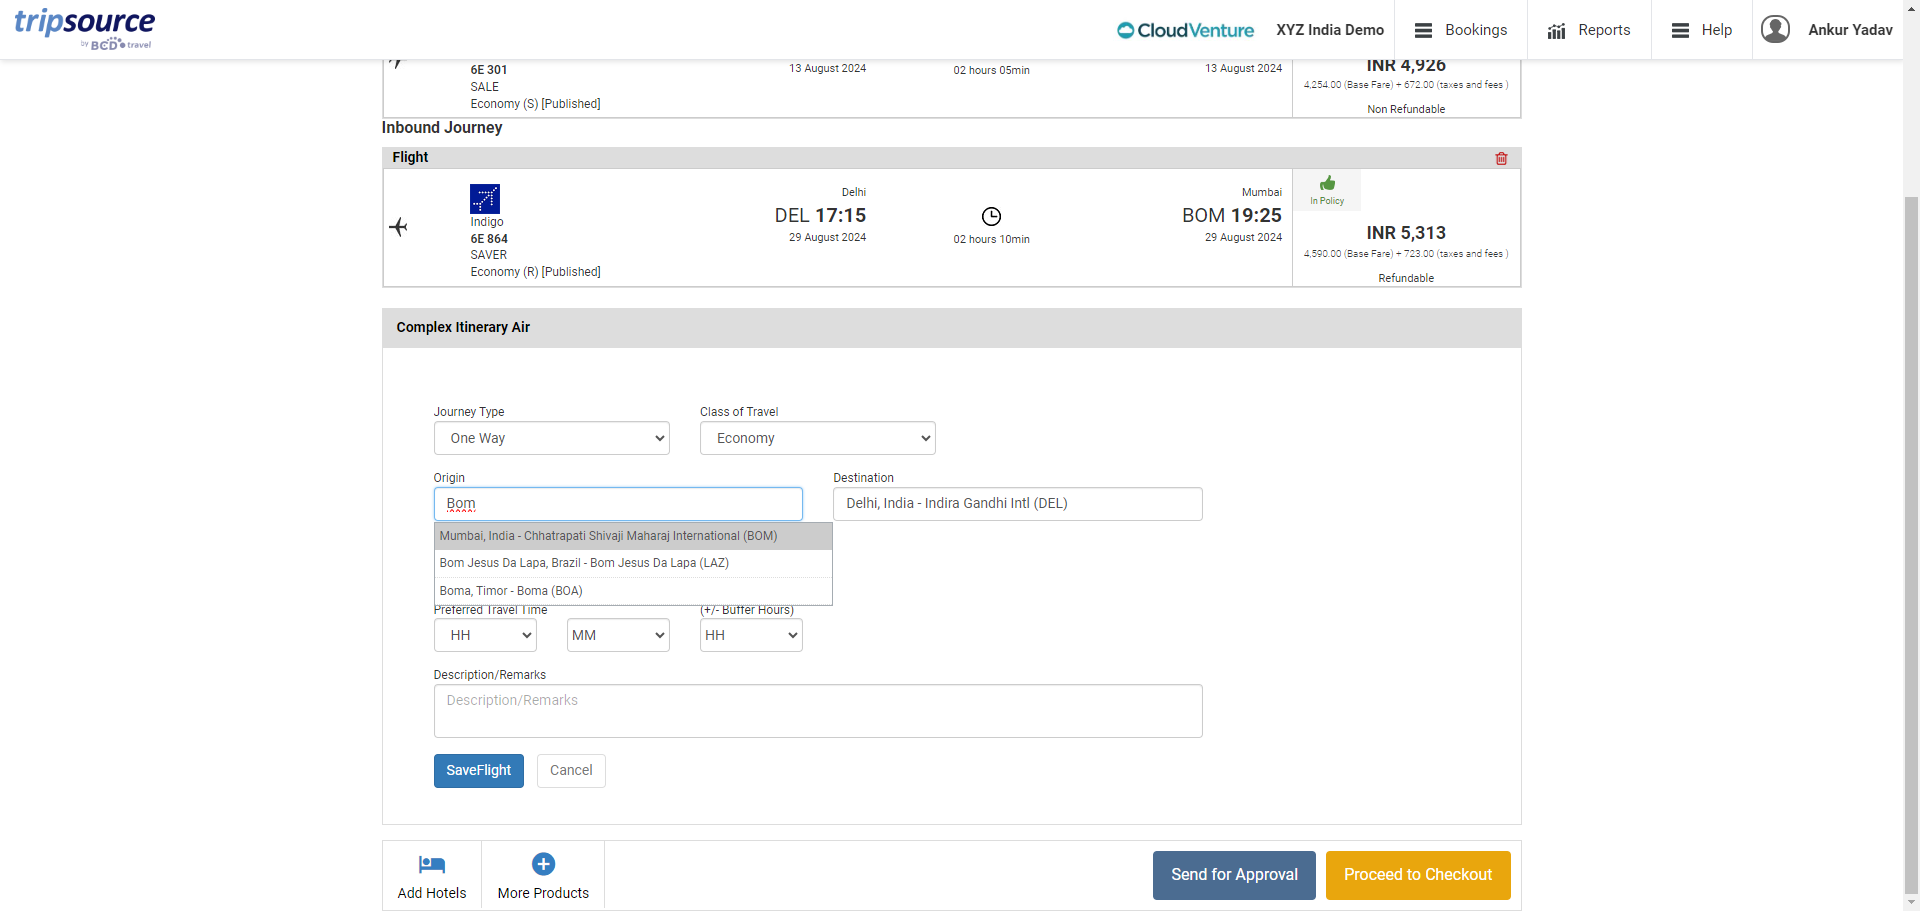 tripsource
by BCD travel
CloudVenture
XYZ India Demo
Bookings
Reports
Help
Ankur Yadav
6E 301
SALE
Economy (S) [Published]
13 August 2024
02 hours 05min
13 August 2024
INR 4,926
4,254.00 (Base Fare) + 672.00 (taxes and fees )
Non Refundable
Inbound Journey
Flight
Indigo
6E 864
SAVER
Economy (R) [Published]
Delhi
DEL 17:15
29 August 2024
02 hours 10min
Mumbai
BOM 19:25
29 August 2024
In Policy
INR 5,313
4,590.00 (Base Fare) + 723.00 (taxes and fees )
Refundable
Complex Itinerary Air
Journey Type
Class of Travel
One Way
Economy
Origin
Destination
Bom
Delhi, India - Indira Gandhi Intl (DEL)
Mumbai, India - Chhatrapati Shivaji Maharaj International (BOM)
Bom Jesus Da Lapa, Brazil - Bom Jesus Da Lapa (LAZ)
Boma, Timor - Boma (BOA)
Preferred Travel Time
(+/- Buffer Hours)
HH
MM
HH
Description/Remarks
Description/Remarks
SaveFlight
Cancel
Add Hotels
More Products
Send for Approval
Proceed to Checkout